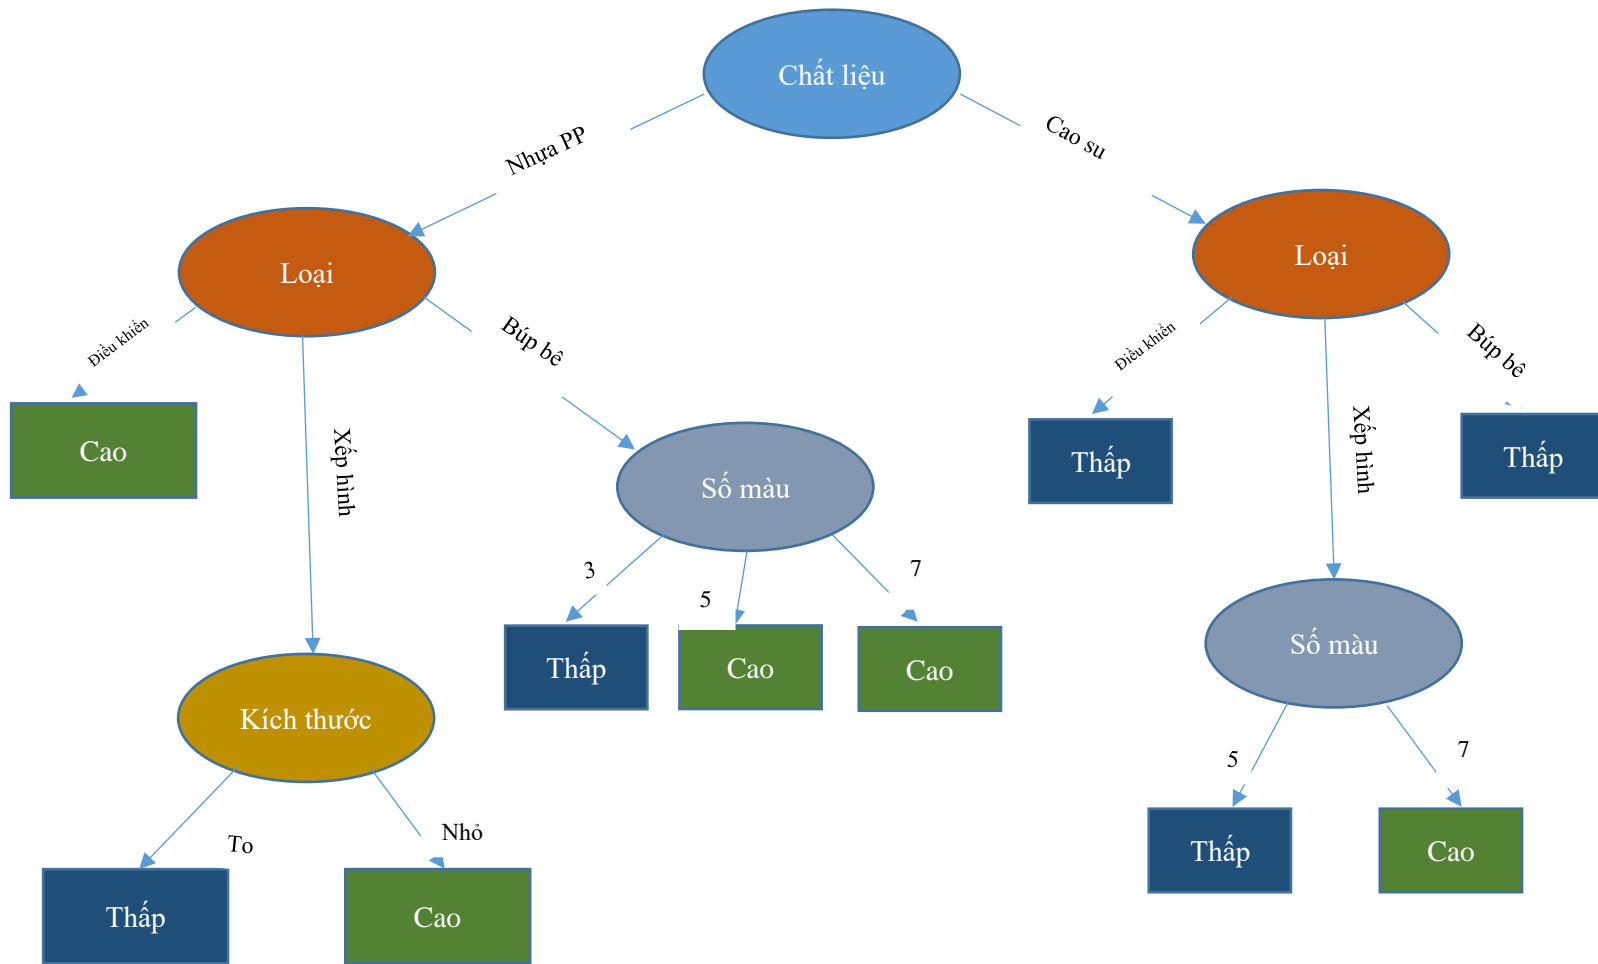 Chất liệu
Nhựa PP
Cao su
Loại
Loại
Điều khiển
Xếp hình
Búp bê
Điều khiển
Xếp hình
Búp bê
Cao
Thấp
Thấp
Số màu
3
5
7
Thấp
Cao
Cao
Số màu
Kích thước
5
7
To
Nhỏ
Thấp
Cao
Thấp
Cao